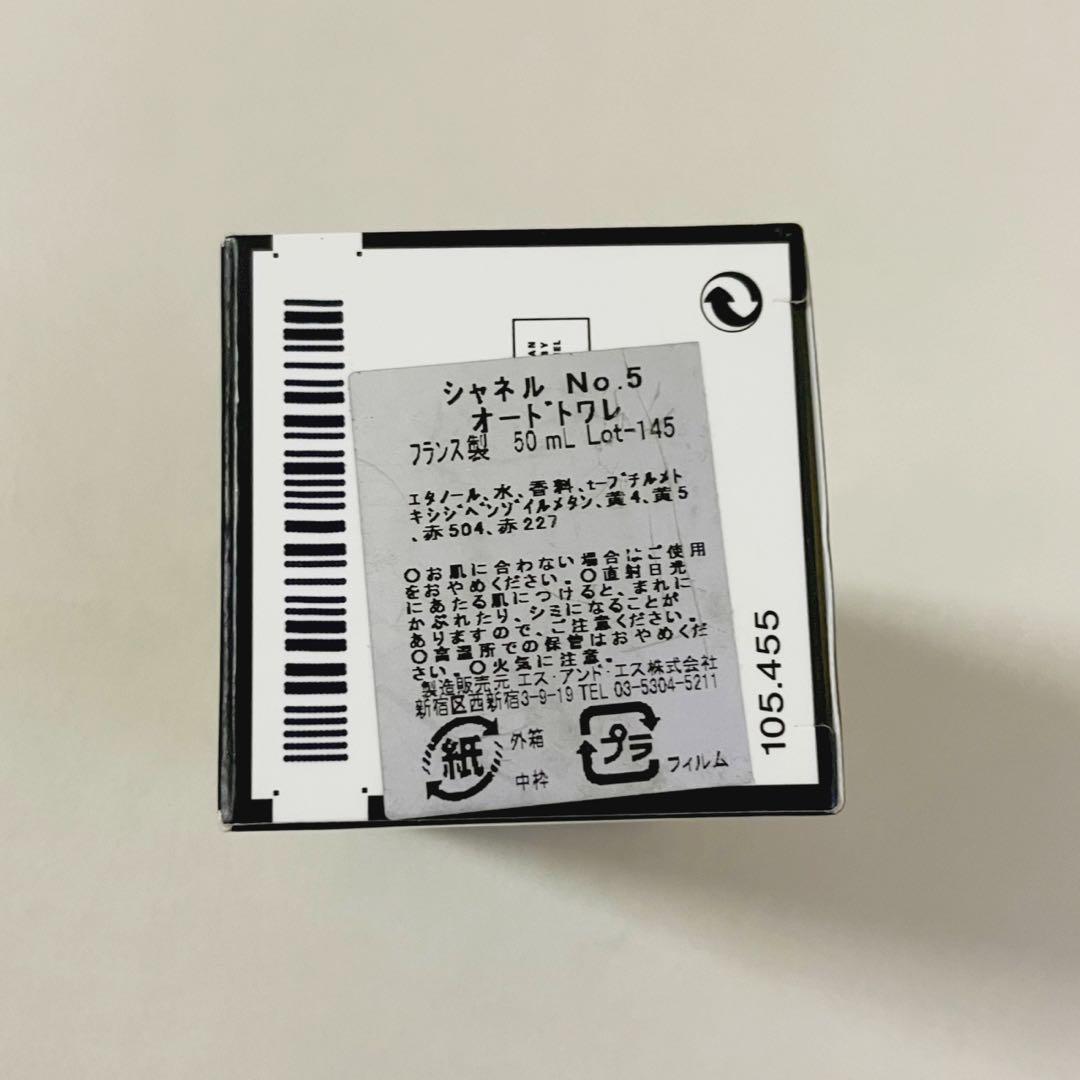 AN
BY
EL
シャネル No.5
オードトワレ
フランス製 50 mL Lot-145
エタノール、水、香料、t-ブチルメト
キシジベンゾイルメタン、黄4、黄5
、赤504、赤227
○お肌に合わない場合はご使用
をおやめください。○直射日光
にあたる肌につけると、まれに
かぶれたり、シミになることが
ありますので、ご注意ください。
○高温所での保管はおやめくだ
さい。○火気に注意。
製造販売元 エス・アンド・エス株式会社
新宿区西新宿3-9-19 TEL 03-5304-5211
紙 外箱
中枠
プラ フィルム
105.455